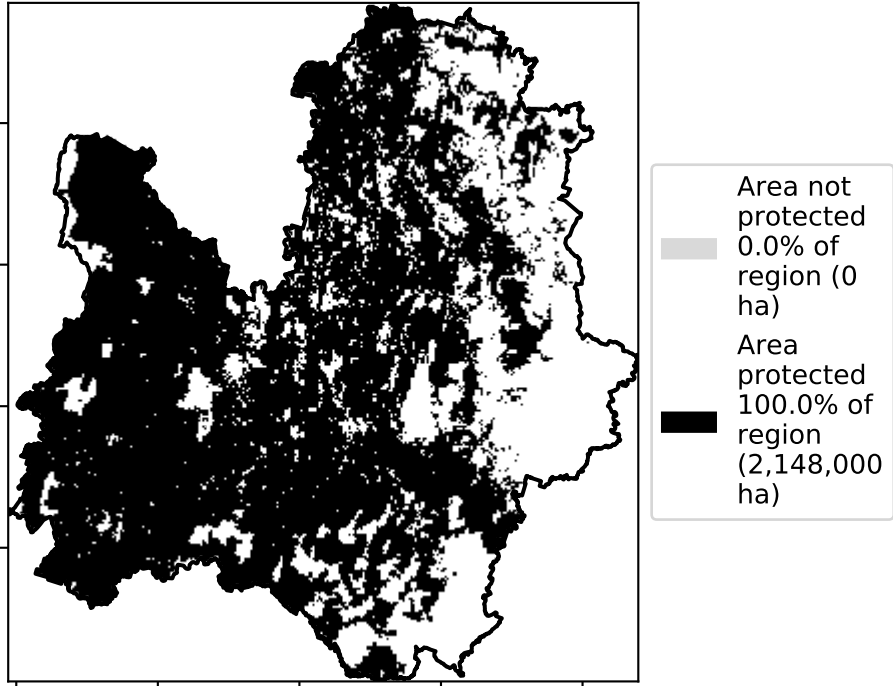 Area not
protected
0.0% of
region (0
ha)
Area
protected
100.0% of
region
(2,148,000
ha)